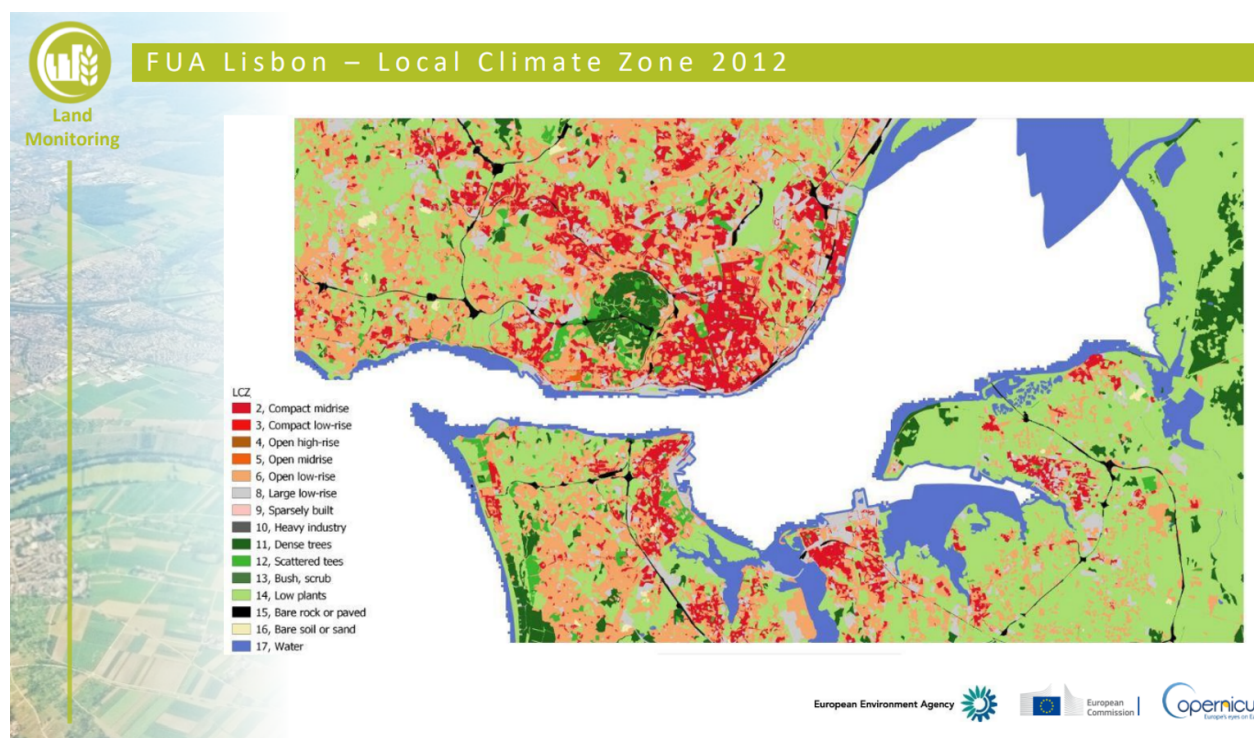 FUA Lisbon – Local Climate Zone 2012
Land
Monitoring
LCZ
2, Compact midrise
3, Compact low-rise
4, Open high-rise
5, Open midrise
6, Open low-rise
8, Large low-rise
9, Sparsely built
10, Heavy industry
11, Dense trees
12, Scattered tees
13, Bush, scrub
14, Low plants
15, Bare rock or paved
16, Bare soil or sand
17, Water
European Environment Agency
European
Commission
opernicu
Europe's eyes on E